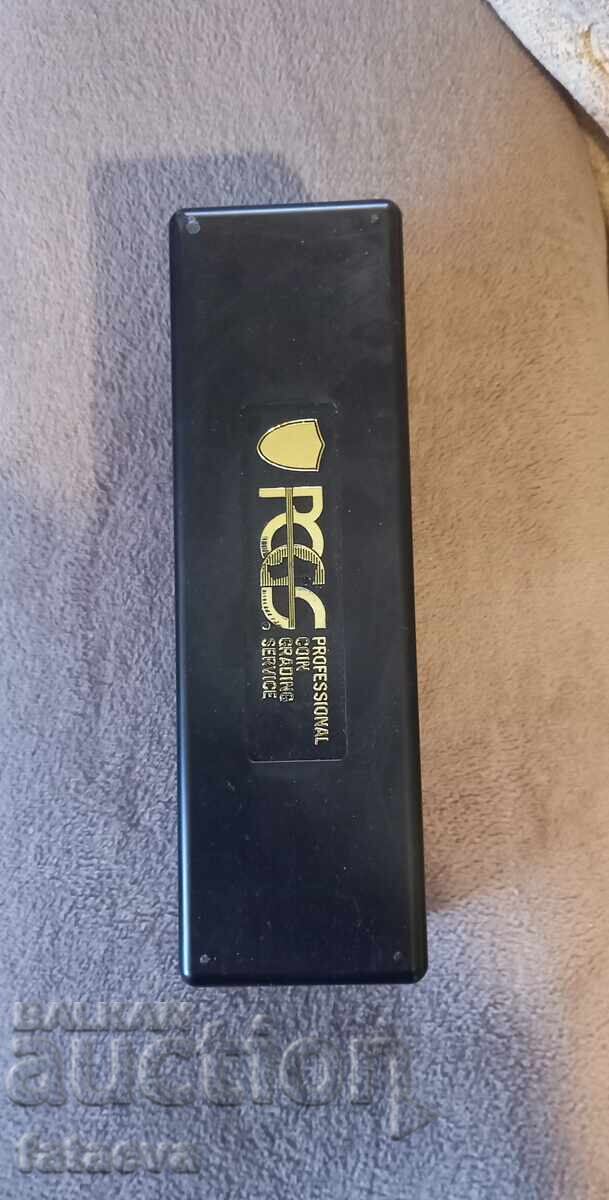 PCGS
PROFESSIONAL
COIN
GRADING
SERVICE
BALKAN
auction
fataeva